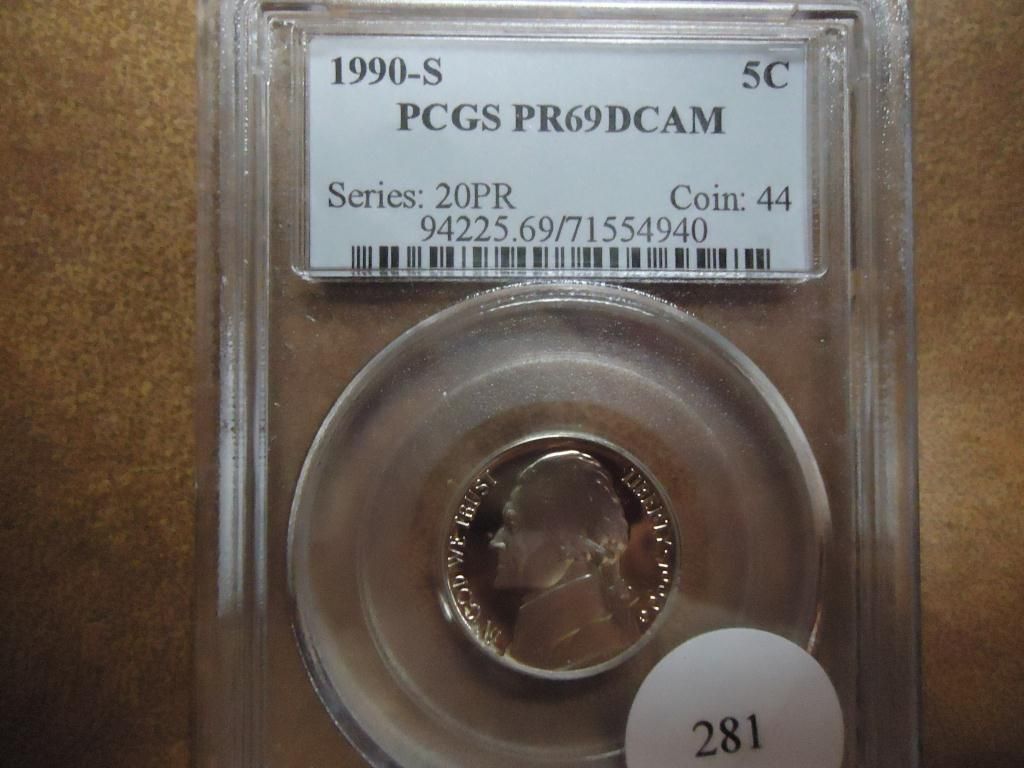 1990-S 5C
PCGS PR69DCAM
Series: 20PR Coin: 44
94225.69/71554940
IN GOD WE TRUST
LIBERTY
281